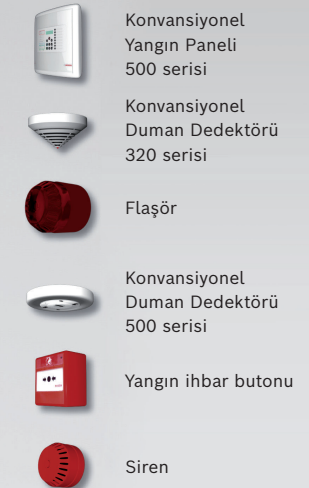 Konvansiyonel
Yangın Paneli
500 serisi
Konvansiyonel
Duman Dedektörü
320 serisi
Flaşör
Konvansiyonel
Duman Dedektörü
500 serisi
Yangın ihbar butonu
Siren